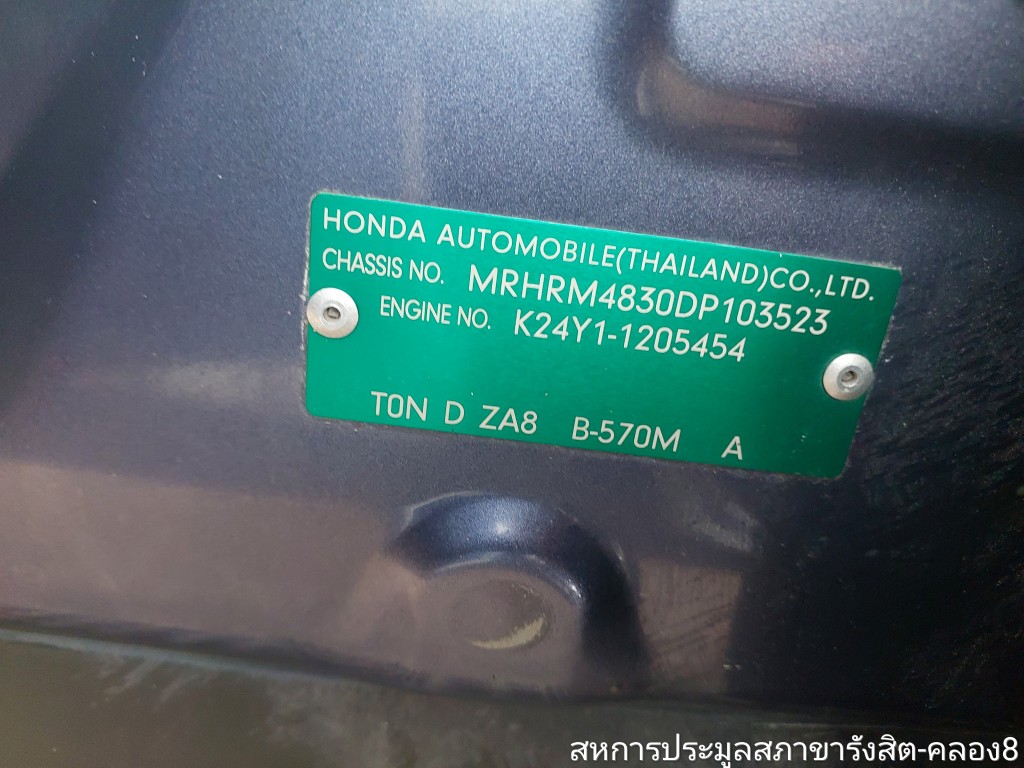 HONDA AUTOMOBILE(THAILAND)CO.,LTD.
CHASSIS NO. MRHRM4830DP103523
ENGINE NO. K24Y1-1205454
T0N D ZA8 B-570M A
สหการประมูลสภาขารังสิต-คลอง8